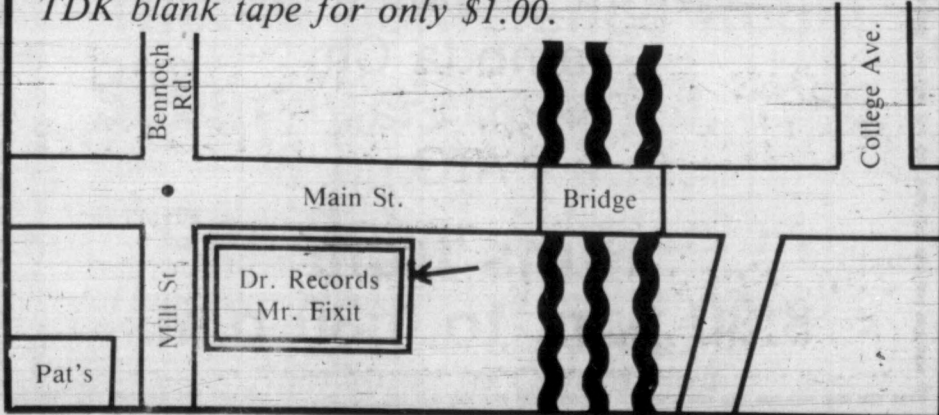 TDK blank tape for only $1.00.
Bennoch
Rd.
College Ave.
Main St.
Bridge
Mill St
Dr. Records
Mr. Fixit
Pat's